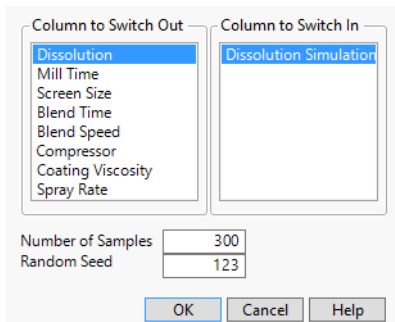 Column to Switch Out
Column to Switch In
Dissolution
Mill Time
Screen Size
Blend Time
Blend Speed
Compressor
Coating Viscosity
Spray Rate
Dissolution Simulation
Number of Samples 300
Random Seed 123
OK Cancel Help